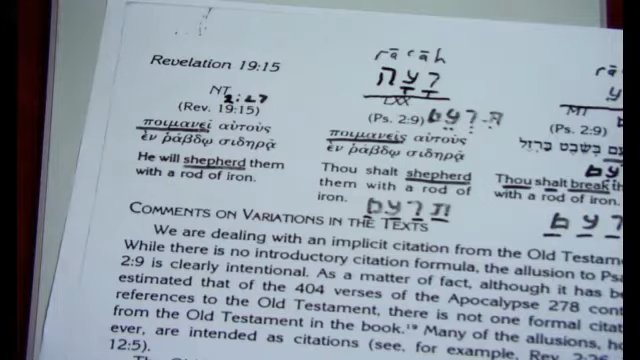 Revelation 19:15
rā cāh
רָעָה
NT
2:27
(Rev. 19:15)
ποιμανεῖ αὐτοὺς
ἐν ῥάβδῳ σιδηρᾷ
He will shepherd them
with a rod of iron.
LXX
(Ps. 2:9)
ποιμανεῖς αὐτοὺς
ἐν ῥάβδῳ σιδηρᾷ
Thou shalt shepherd
them with a rod of
iron.
rā
MT
(Ps. 2:9)
בְּשֵׁבֶט בַּרְזֶל
Thou shalt break
with a rod of iron.
COMMENTS ON VARIATIONS IN THE TEXTS
We are dealing with an implicit citation from the Old Testame
While there is no introductory citation formula, the allusion to Psa
2:9 is clearly intentional. As a matter of fact, although it has be
estimated that of the 404 verses of the Apocalypse 278 cont
references to the Old Testament, there is not one formal citat
from the Old Testament in the book.¹⁹ Many of the allusions, ho
ever, are intended as citations (see, for example, Rev. 2:26
12:5).